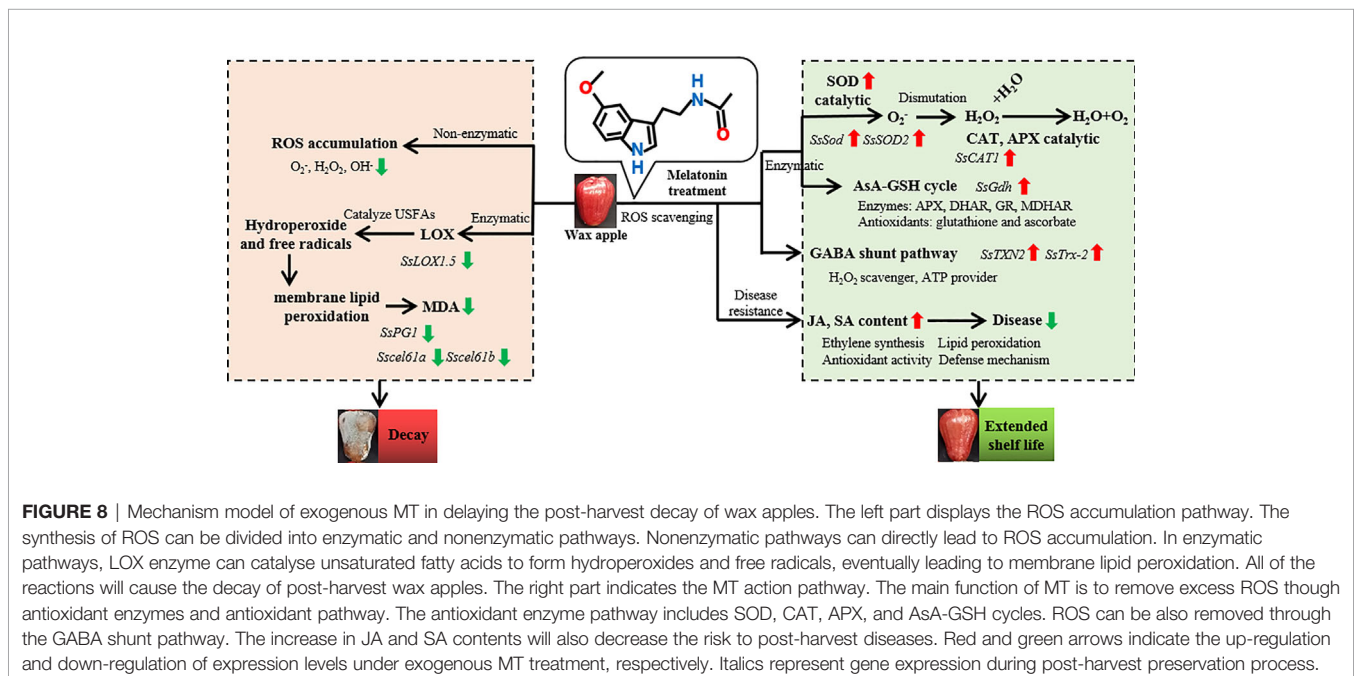 ROS accumulation
O₂⁻, H₂O₂, OH·
Non-enzymatic
Hydroperoxide
and free radicals
Catalyze USFAs
LOX
Enzymatic
SsLOX1.5
membrane lipid
peroxidation
MDA
SsPG1
Sscel61a Sscel61b
Decay
O
H
N
O
N
H
Melatonin
treatment
Wax apple
ROS scavenging
Enzymatic
Disease
resistance
SOD
catalytic
Dismutation
+H₂O
O₂⁻
H₂O₂
H₂O+O₂
SsSod SsSOD2
CAT, APX catalytic
SsCAT1
AsA-GSH cycle SsGdh
Enzymes: APX, DHAR, GR, MDHAR
Antioxidants: glutathione and ascorbate
GABA shunt pathway SsTXN2 SsTrx-2
H₂O₂ scavenger, ATP provider
JA, SA content Disease
Ethylene synthesis Lipid peroxidation
Antioxidant activity Defense mechanism
Extended
shelf life
FIGURE 8 | Mechanism model of exogenous MT in delaying the post-harvest decay of wax apples. The left part displays the ROS accumulation pathway. The
synthesis of ROS can be divided into enzymatic and nonenzymatic pathways. Nonenzymatic pathways can directly lead to ROS accumulation. In enzymatic
pathways, LOX enzyme can catalyse unsaturated fatty acids to form hydroperoxides and free radicals, eventually leading to membrane lipid peroxidation. All of the
reactions will cause the decay of post-harvest wax apples. The right part indicates the MT action pathway. The main function of MT is to remove excess ROS though
antioxidant enzymes and antioxidant pathway. The antioxidant enzyme pathway includes SOD, CAT, APX, and AsA-GSH cycles. ROS can be also removed through
the GABA shunt pathway. The increase in JA and SA contents will also decrease the risk to post-harvest diseases. Red and green arrows indicate the up-regulation
and down-regulation of expression levels under exogenous MT treatment, respectively. Italics represent gene expression during post-harvest preservation process.